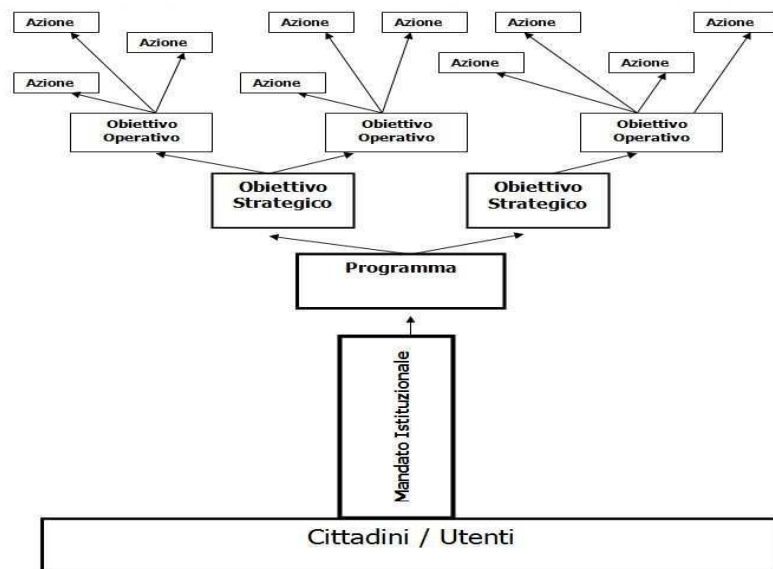 Azione
Azione
Azione
Azione
Azione
Azione
Azione
Azione
Azione
Azione
Obiettivo
Operativo
Obiettivo
Operativo
Obiettivo
Operativo
Obiettivo
Strategico
Obiettivo
Strategico
Programma
Mandato Istituzionale
Cittadini / Utenti